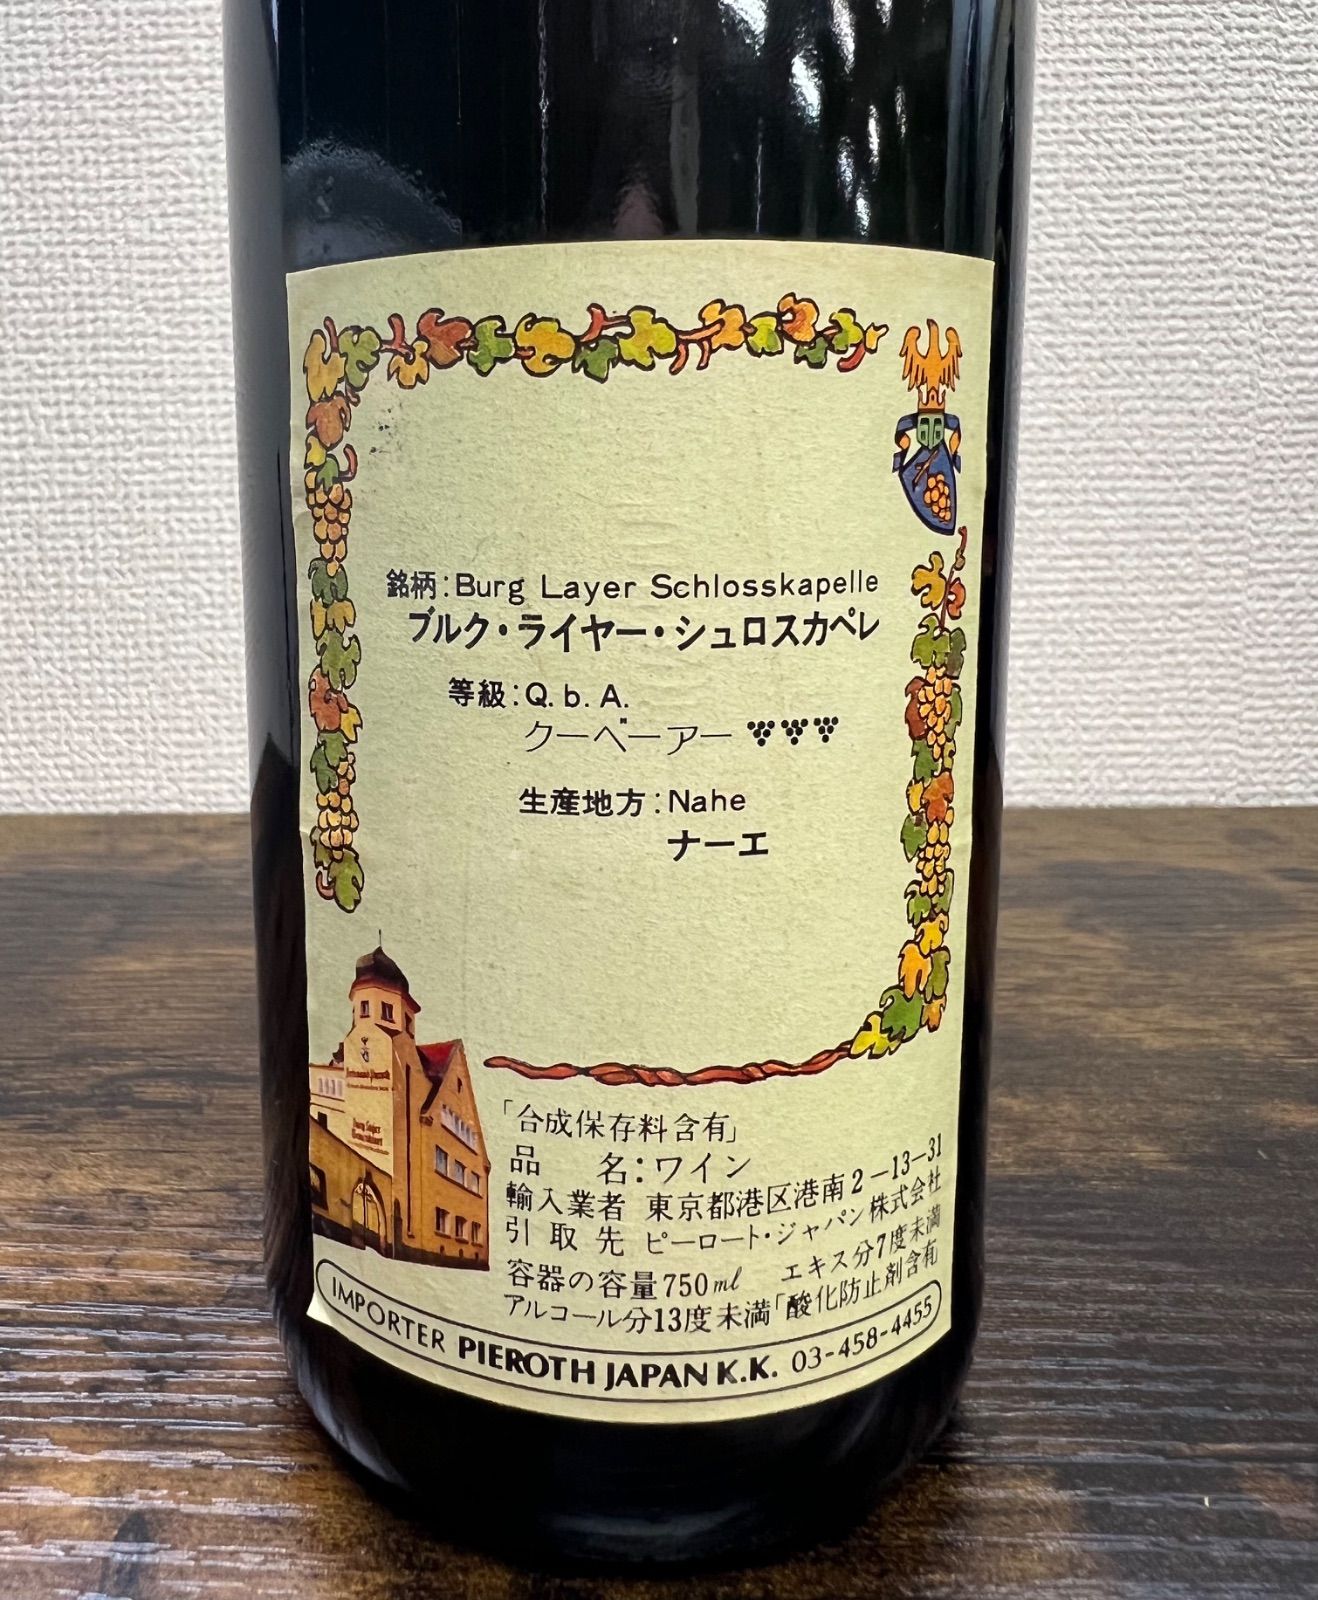 銘柄:Burg Layer Schlosskapelle
ブルク・ライヤー・シュロスカペレ
等級:Q.b.A.
クーベーアー
生産地方:Nahe
ナーエ
「合成保存料含有」
品 名:ワイン
輸入業者 東京都港区港南2-13-31
引取先 ピーロート・ジャパン株式会社
容器の容量750ml エキス分7度未満
アルコール分13度未満「酸化防止剤含有
IMPORTER PIEROTH JAPAN K.K. 03-458-4455